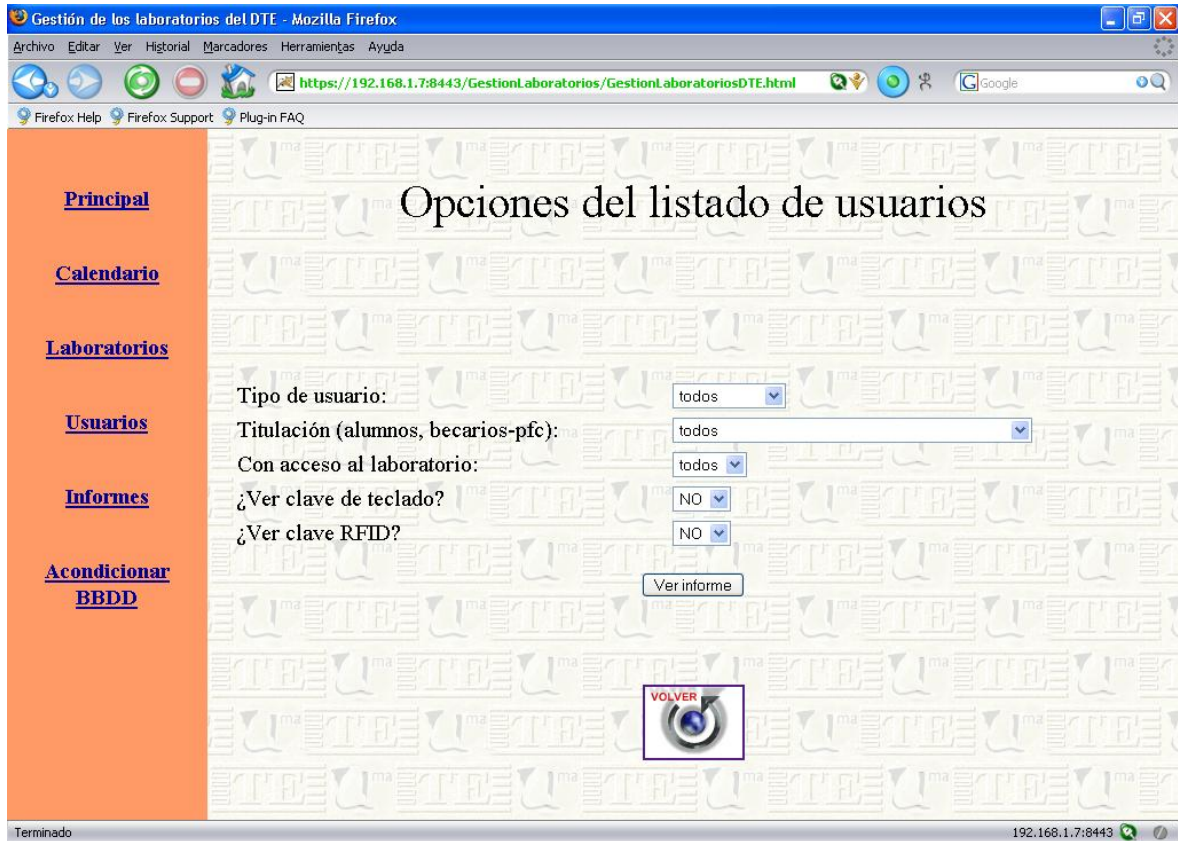 Gestión de los laboratorios del DTE - Mozilla Firefox
Archivo Editar Ver Historial Marcadores Herramientas Ayuda
https://192.168.1.7:8443/GestionLaboratorios/GestionLaboratoriosDTE.html
G Google
Firefox Help Firefox Support Plug-in FAQ
Principal
Calendario
Laboratorios
Usuarios
Informes
Acondicionar
BBDD
Opciones del listado de usuarios
Tipo de usuario: todos
Titulación (alumnos, becarios-pfc): todos
Con acceso al laboratorio: todos
¿Ver clave de teclado? NO
¿Ver clave RFID? NO
Ver informe
VOLVER
Terminado 192.168.1.7:8443